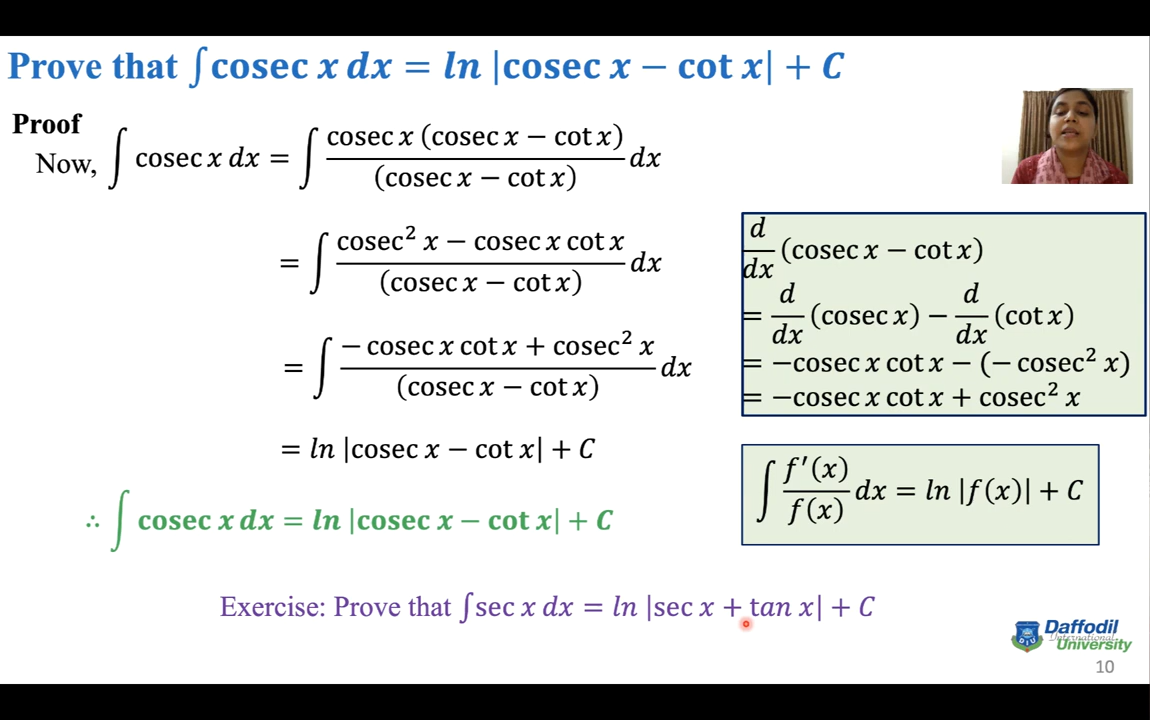 Prove that ∫ cosec x dx = ln |cosec x − cot x| + C
Proof
Now, ∫ cosec x dx = ∫ cosec x (cosec x − cot x) / (cosec x − cot x) dx
= ∫ cosec² x − cosec x cot x / (cosec x − cot x) dx
= ∫ − cosec x cot x + cosec² x / (cosec x − cot x) dx
= ln |cosec x − cot x| + C
∴ ∫ cosec x dx = ln |cosec x − cot x| + C
d/dx (cosec x − cot x)
= d/dx (cosec x) − d/dx (cot x)
= −cosec x cot x − (− cosec² x)
= −cosec x cot x + cosec² x
∫ f′(x) / f(x) dx = ln |f(x)| + C
Exercise: Prove that ∫ sec x dx = ln |sec x + tan x| + C
Daffodil
International
University
10